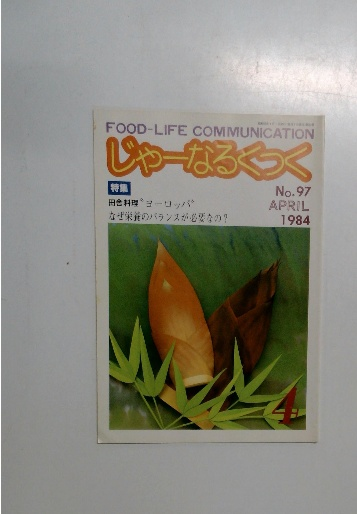 FOOD-LIFE COMMUNICATION
じゃーなるくっく
特集
No.97
田舎料理"ヨーロッパ"
APRIL
なぜ栄養のバランスが必要なの?
1984
4